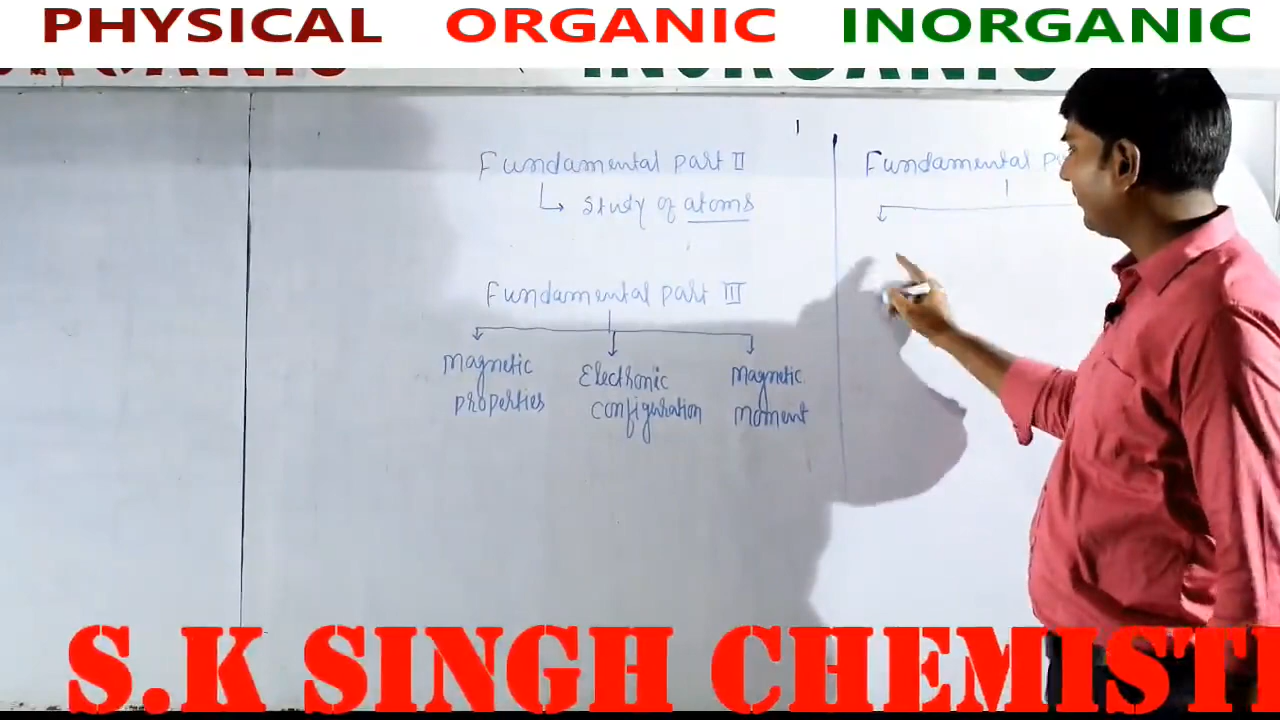 PHYSICAL ORGANIC INORGANIC
Fundamental part II
Study of atoms
Fundamental part III
Magnetic properties
Electronic configuration
Magnetic moment
Fundamental
S.K SINGH CHEMIST